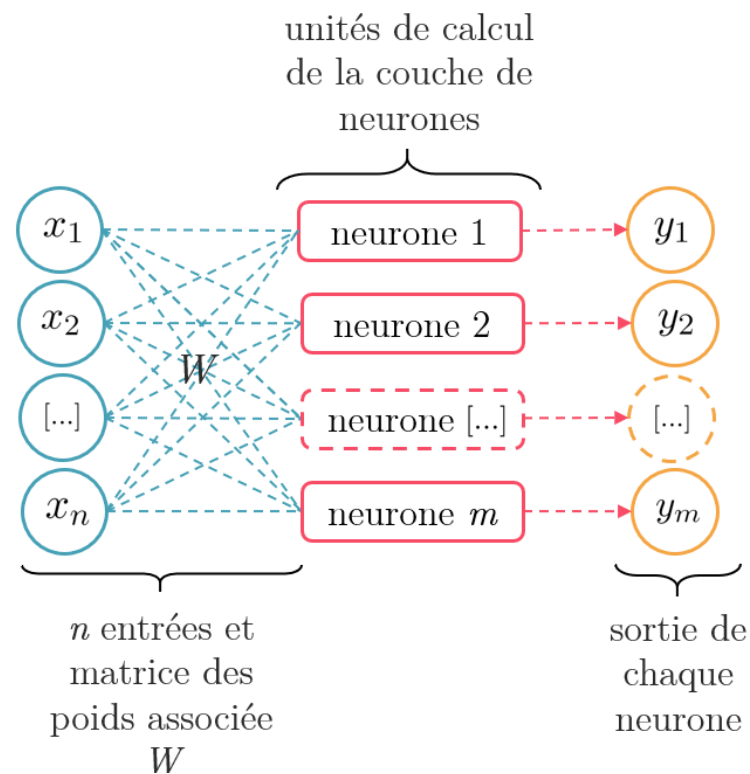 unités de calcul
de la couche de
neurones
x₁ neurone 1 y₁
x₂ neurone 2 y₂
W
[...] neurone [...] [...]
xₙ neurone m yₘ
n entrées et
matrice des
poids associée
W
sortie de
chaque
neurone